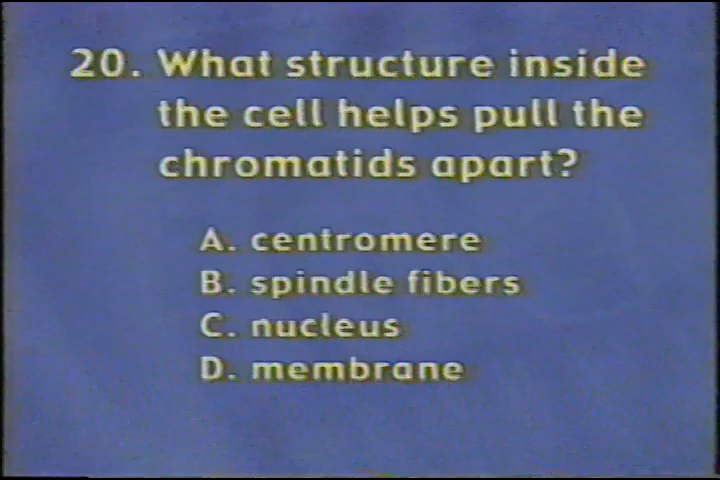 20. What structure inside
the cell helps pull the
chromatids apart?
A. centromere
B. spindle fibers
C. nucleus
D. membrane